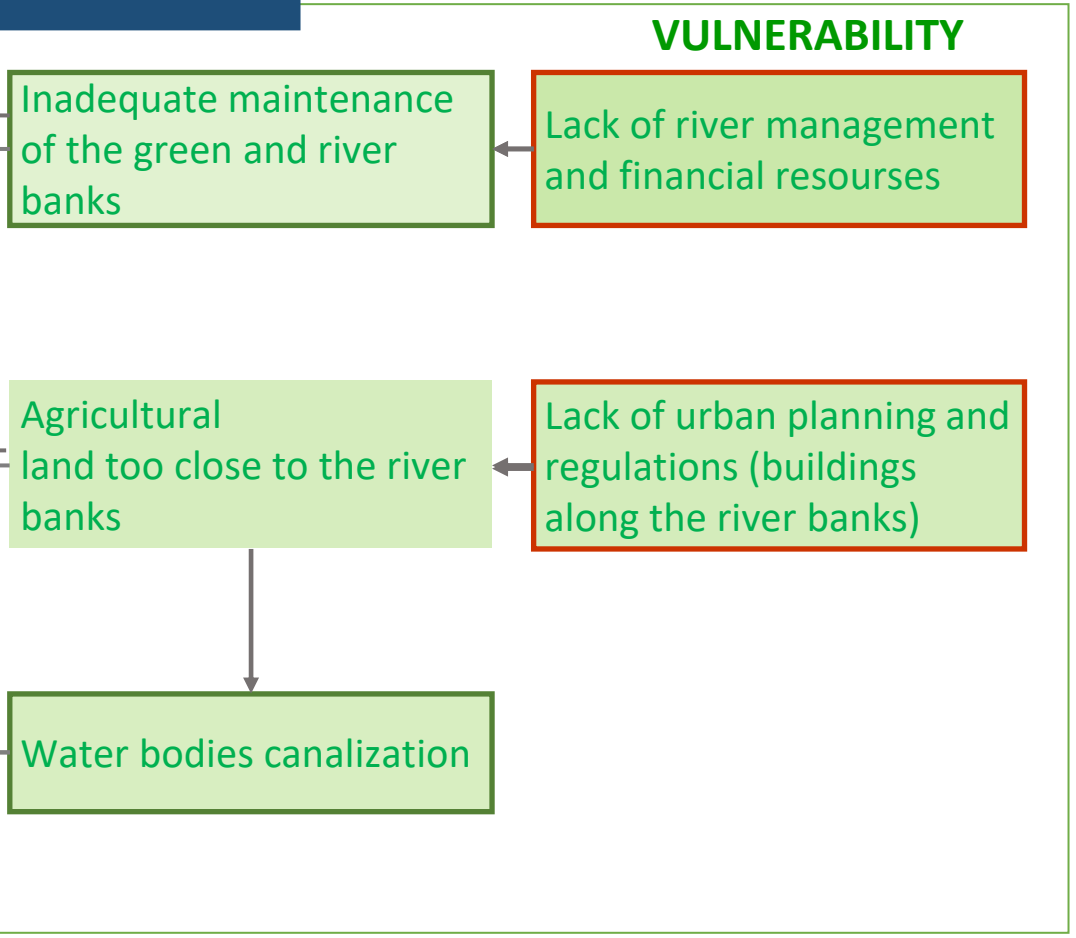 VULNERABILITY
Inadequate maintenance
of the green and river
banks
Lack of river management
and financial resourses
Agricultural
land too close to the river
banks
Lack of urban planning and
regulations (buildings
along the river banks)
Water bodies canalization